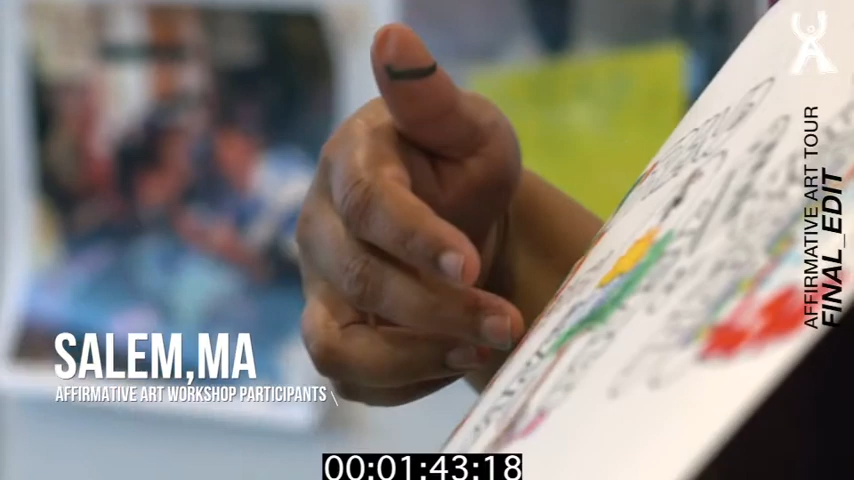 SALEM,MA
AFFIRMATIVE ART WORKSHOP PARTICIPANTS \
AFFIRMATIVE ART TOUR
FINAL_EDIT
00:01:43:18